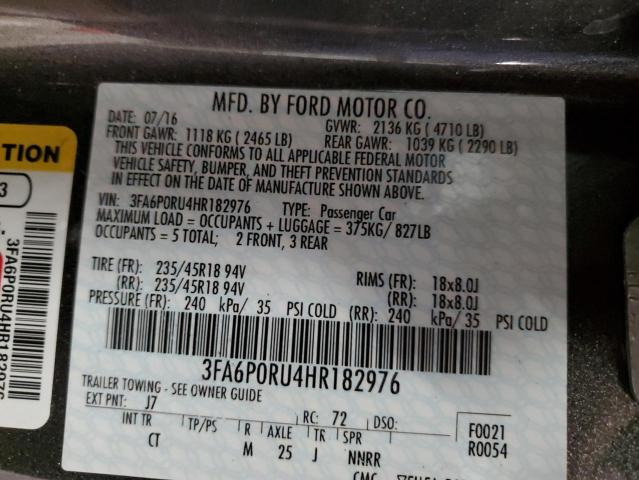 MFD. BY FORD MOTOR CO.
DATE: 07/16 GVWR: 2136 KG ( 4710 LB)
FRONT GAWR: 1118 KG ( 2465 LB) REAR GAWR: 1039 KG ( 2290 LB)
THIS VEHICLE CONFORMS TO ALL APPLICABLE FEDERAL MOTOR
VEHICLE SAFETY, BUMPER, AND THEFT PREVENTION STANDARDS
IN EFFECT ON THE DATE OF MANUFACTURE SHOWN ABOVE.
VIN: 3FA6P0RU4HR182976 TYPE: Passenger Car
MAXIMUM LOAD = OCCUPANTS + LUGGAGE = 375KG/ 827LB
OCCUPANTS = 5 TOTAL; 2 FRONT, 3 REAR
TIRE (FR): 235/45R18 94V RIMS (FR): 18x8.0J
(RR): 235/45R18 94V (RR): 18x8.0J
PRESSURE (FR): 240 kPa/ 35 PSI COLD (RR): 240 kPa/ 35 PSI COLD
3FA6P0RU4HR182976
TRAILER TOWING - SEE OWNER GUIDE
EXT PNT: J7 RC: 72 DSO: F0021
R0054
INT TR TP/PS R AXLE TR SPR
CT M 25 J NNRR
TION
3
3FA6P0RU4HR182976